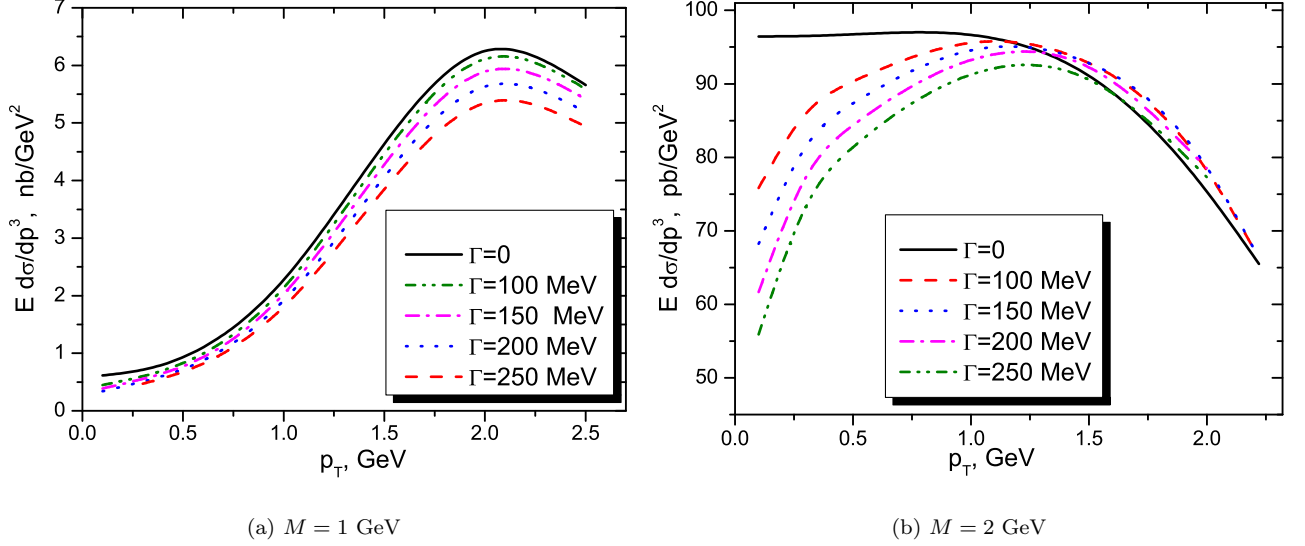 7
6
5
4
3
2
1
0
E dσ/dp³, nb/GeV²
Γ=0
Γ=100 MeV
Γ=150 MeV
Γ=200 MeV
Γ=250 MeV
0.0 0.5 1.0 1.5 2.0 2.5
p_T, GeV
(a) M = 1 GeV
100
95
90
80
70
60
50
E dσ/dp³, pb/GeV²
Γ=0
Γ=100 MeV
Γ=150 MeV
Γ=200 MeV
Γ=250 MeV
0.0 0.5 1.0 1.5 2.0
p_T, GeV
(b) M = 2 GeV